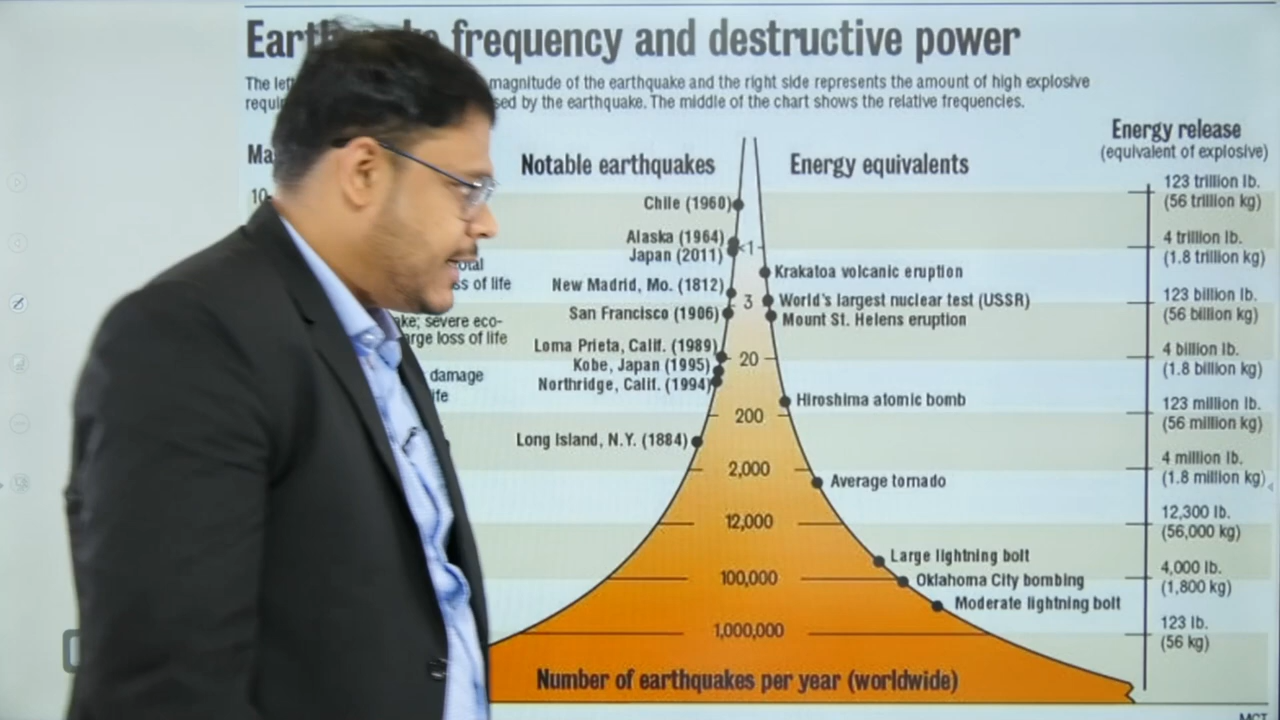 frequency and destructive power
The magnitude of the earthquake and the right side represents the amount of high explosive
by the earthquake. The middle of the chart shows the relative frequencies.
Energy release
(equivalent of explosive)
Notable earthquakes
Energy equivalents
10
123 trillion lb.
(56 trillion kg)
Chile (1960)
Alaska (1964)
Japan (2011)
<1
4 trillion lb.
(1.8 trillion kg)
of life
Krakatoa volcanic eruption
New Madrid, Mo. (1812)
3
World's largest nuclear test (USSR)
123 billion lb.
(56 billion kg)
San Francisco (1906)
Mount St. Helens eruption
severe eco-
loss of life
Loma Prieta, Calif. (1989)
Kobe, Japan (1995)
Northridge, Calif. (1994)
20
4 billion lb.
(1.8 billion kg)
damage
Hiroshima atomic bomb
200
123 million lb.
(56 million kg)
Long Island, N.Y. (1884)
2,000
4 million lb.
(1.8 million kg)
Average tornado
12,000
12,300 lb.
(56,000 kg)
Large lightning bolt
100,000
Oklahoma City bombing
4,000 lb.
(1,800 kg)
Moderate lightning bolt
1,000,000
123 lb.
(56 kg)
Number of earthquakes per year (worldwide)